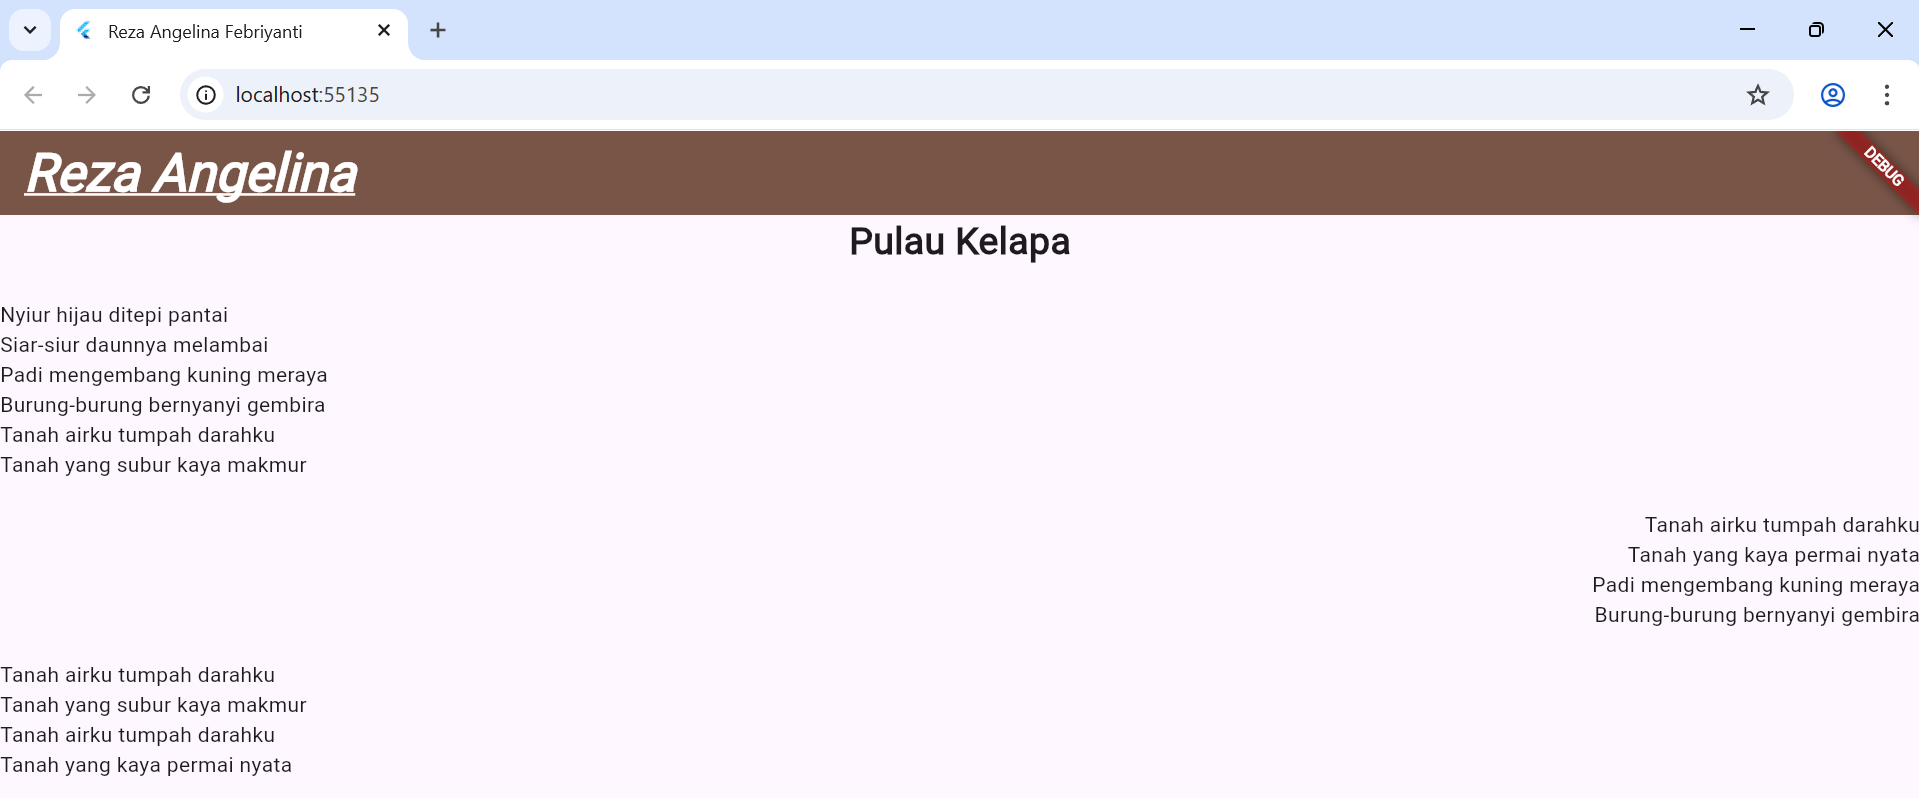 Reza Angelina Febriyanti
localhost:55135
Reza Angelina
DEBUG
Pulau Kelapa
Nyiur hijau ditepi pantai
Siar-siur daunnya melambai
Padi mengembang kuning meraya
Burung-burung bernyanyi gembira
Tanah airku tumpah darahku
Tanah yang subur kaya makmur
Tanah airku tumpah darahku
Tanah yang kaya permai nyata
Padi mengembang kuning meraya
Burung-burung bernyanyi gembira
Tanah airku tumpah darahku
Tanah yang subur kaya makmur
Tanah airku tumpah darahku
Tanah yang kaya permai nyata